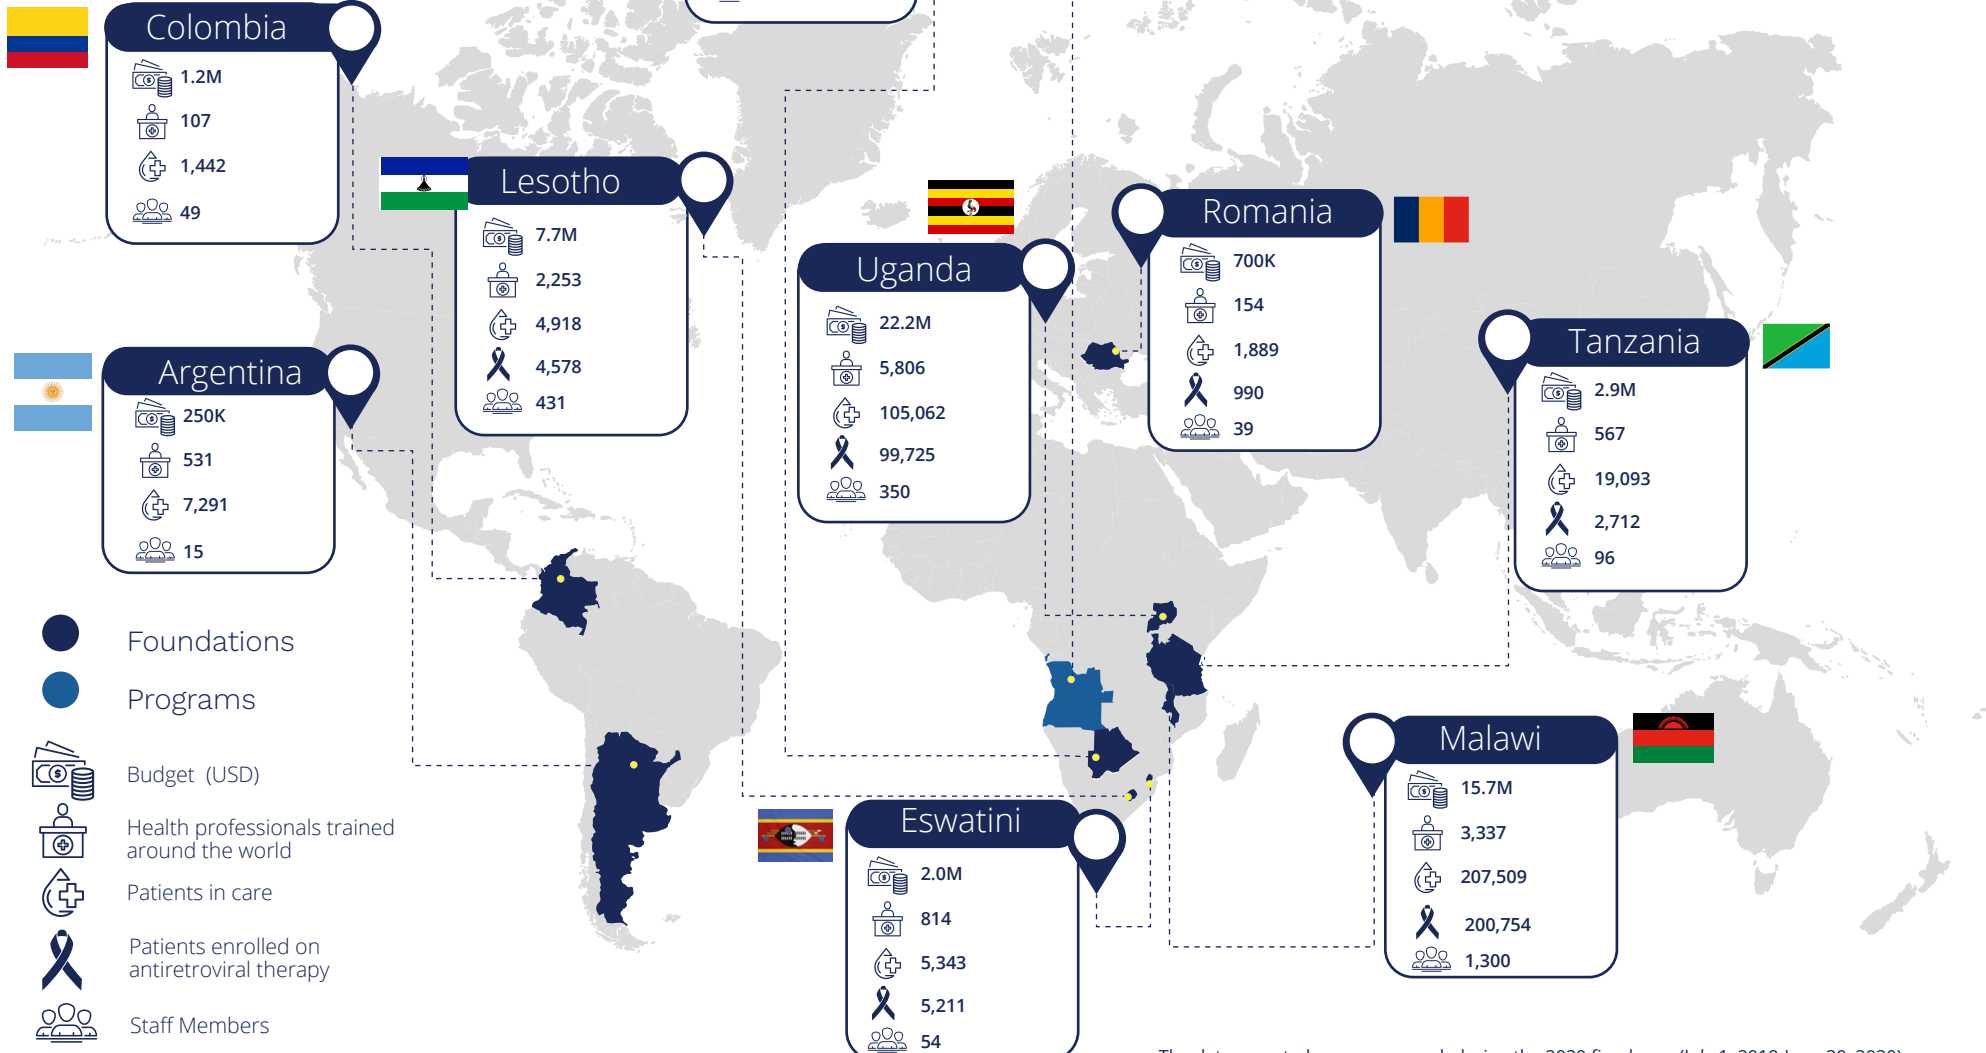 Colombia
1.2M
107
1,442
49
Lesotho
7.7M
2,253
4,918
4,578
431
Uganda
22.2M
5,806
105,062
99,725
350
Romania
700K
154
1,889
990
39
Argentina
250K
531
7,291
15
Tanzania
2.9M
567
19,093
2,712
96
Foundations
Programs
Budget (USD)
Health professionals trained
around the world
Patients in care
Patients enrolled on
antiretroviral therapy
Staff Members
Eswatini
2.0M
814
5,343
5,211
54
Malawi
15.7M
3,337
207,509
200,754
1,300